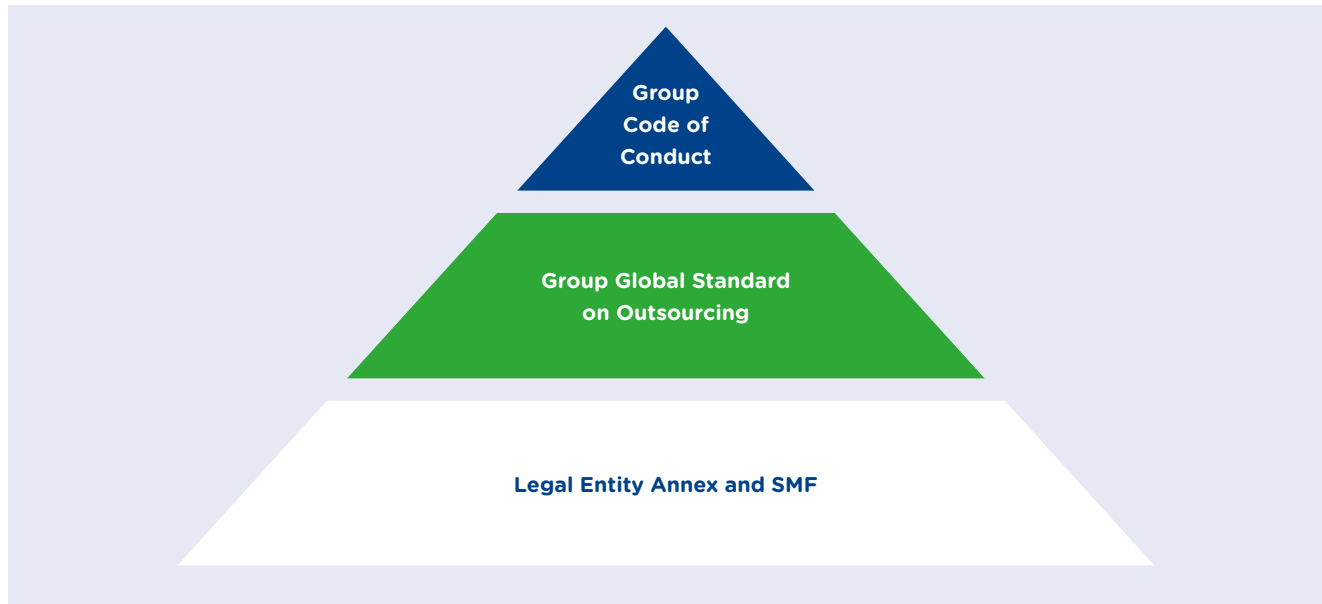 Group
Code of
Conduct
Group Global Standard
on Outsourcing
Legal Entity Annex and SMF